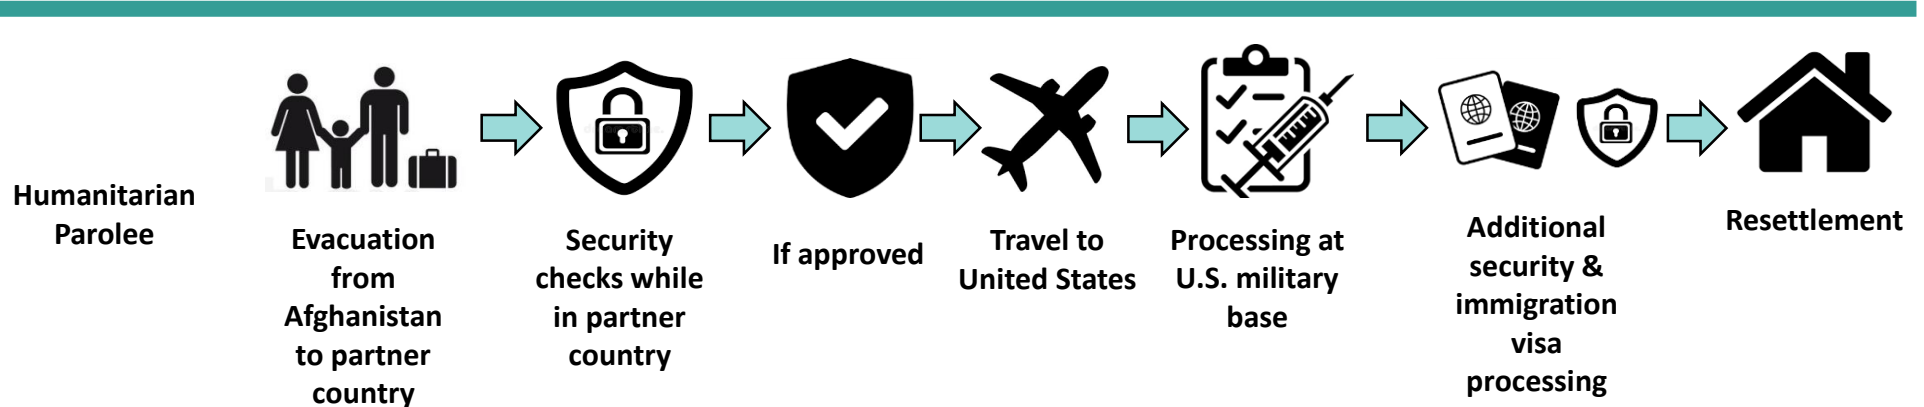 Humanitarian
Parolee
Evacuation
from
Afghanistan
to partner
country
Security
checks while
in partner
country
If approved
Travel to
United States
Processing at
U.S. military
base
Additional
security &
immigration
visa
processing
Resettlement